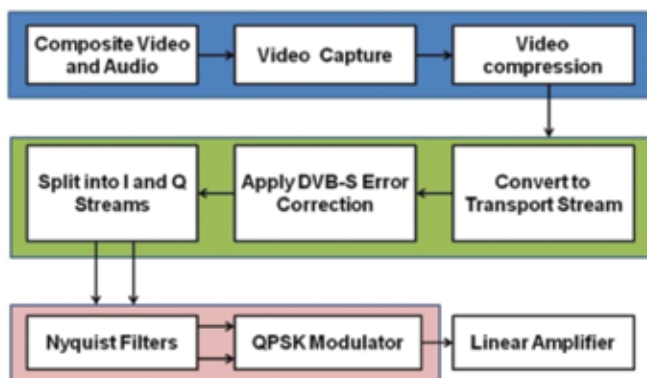 Composite Video
and Audio
Video Capture
Video
compression
Split into I and Q
Streams
Apply DVB-S Error
Correction
Convert to
Transport Stream
Nyquist Filters
QPSK Modulator
Linear Amplifier